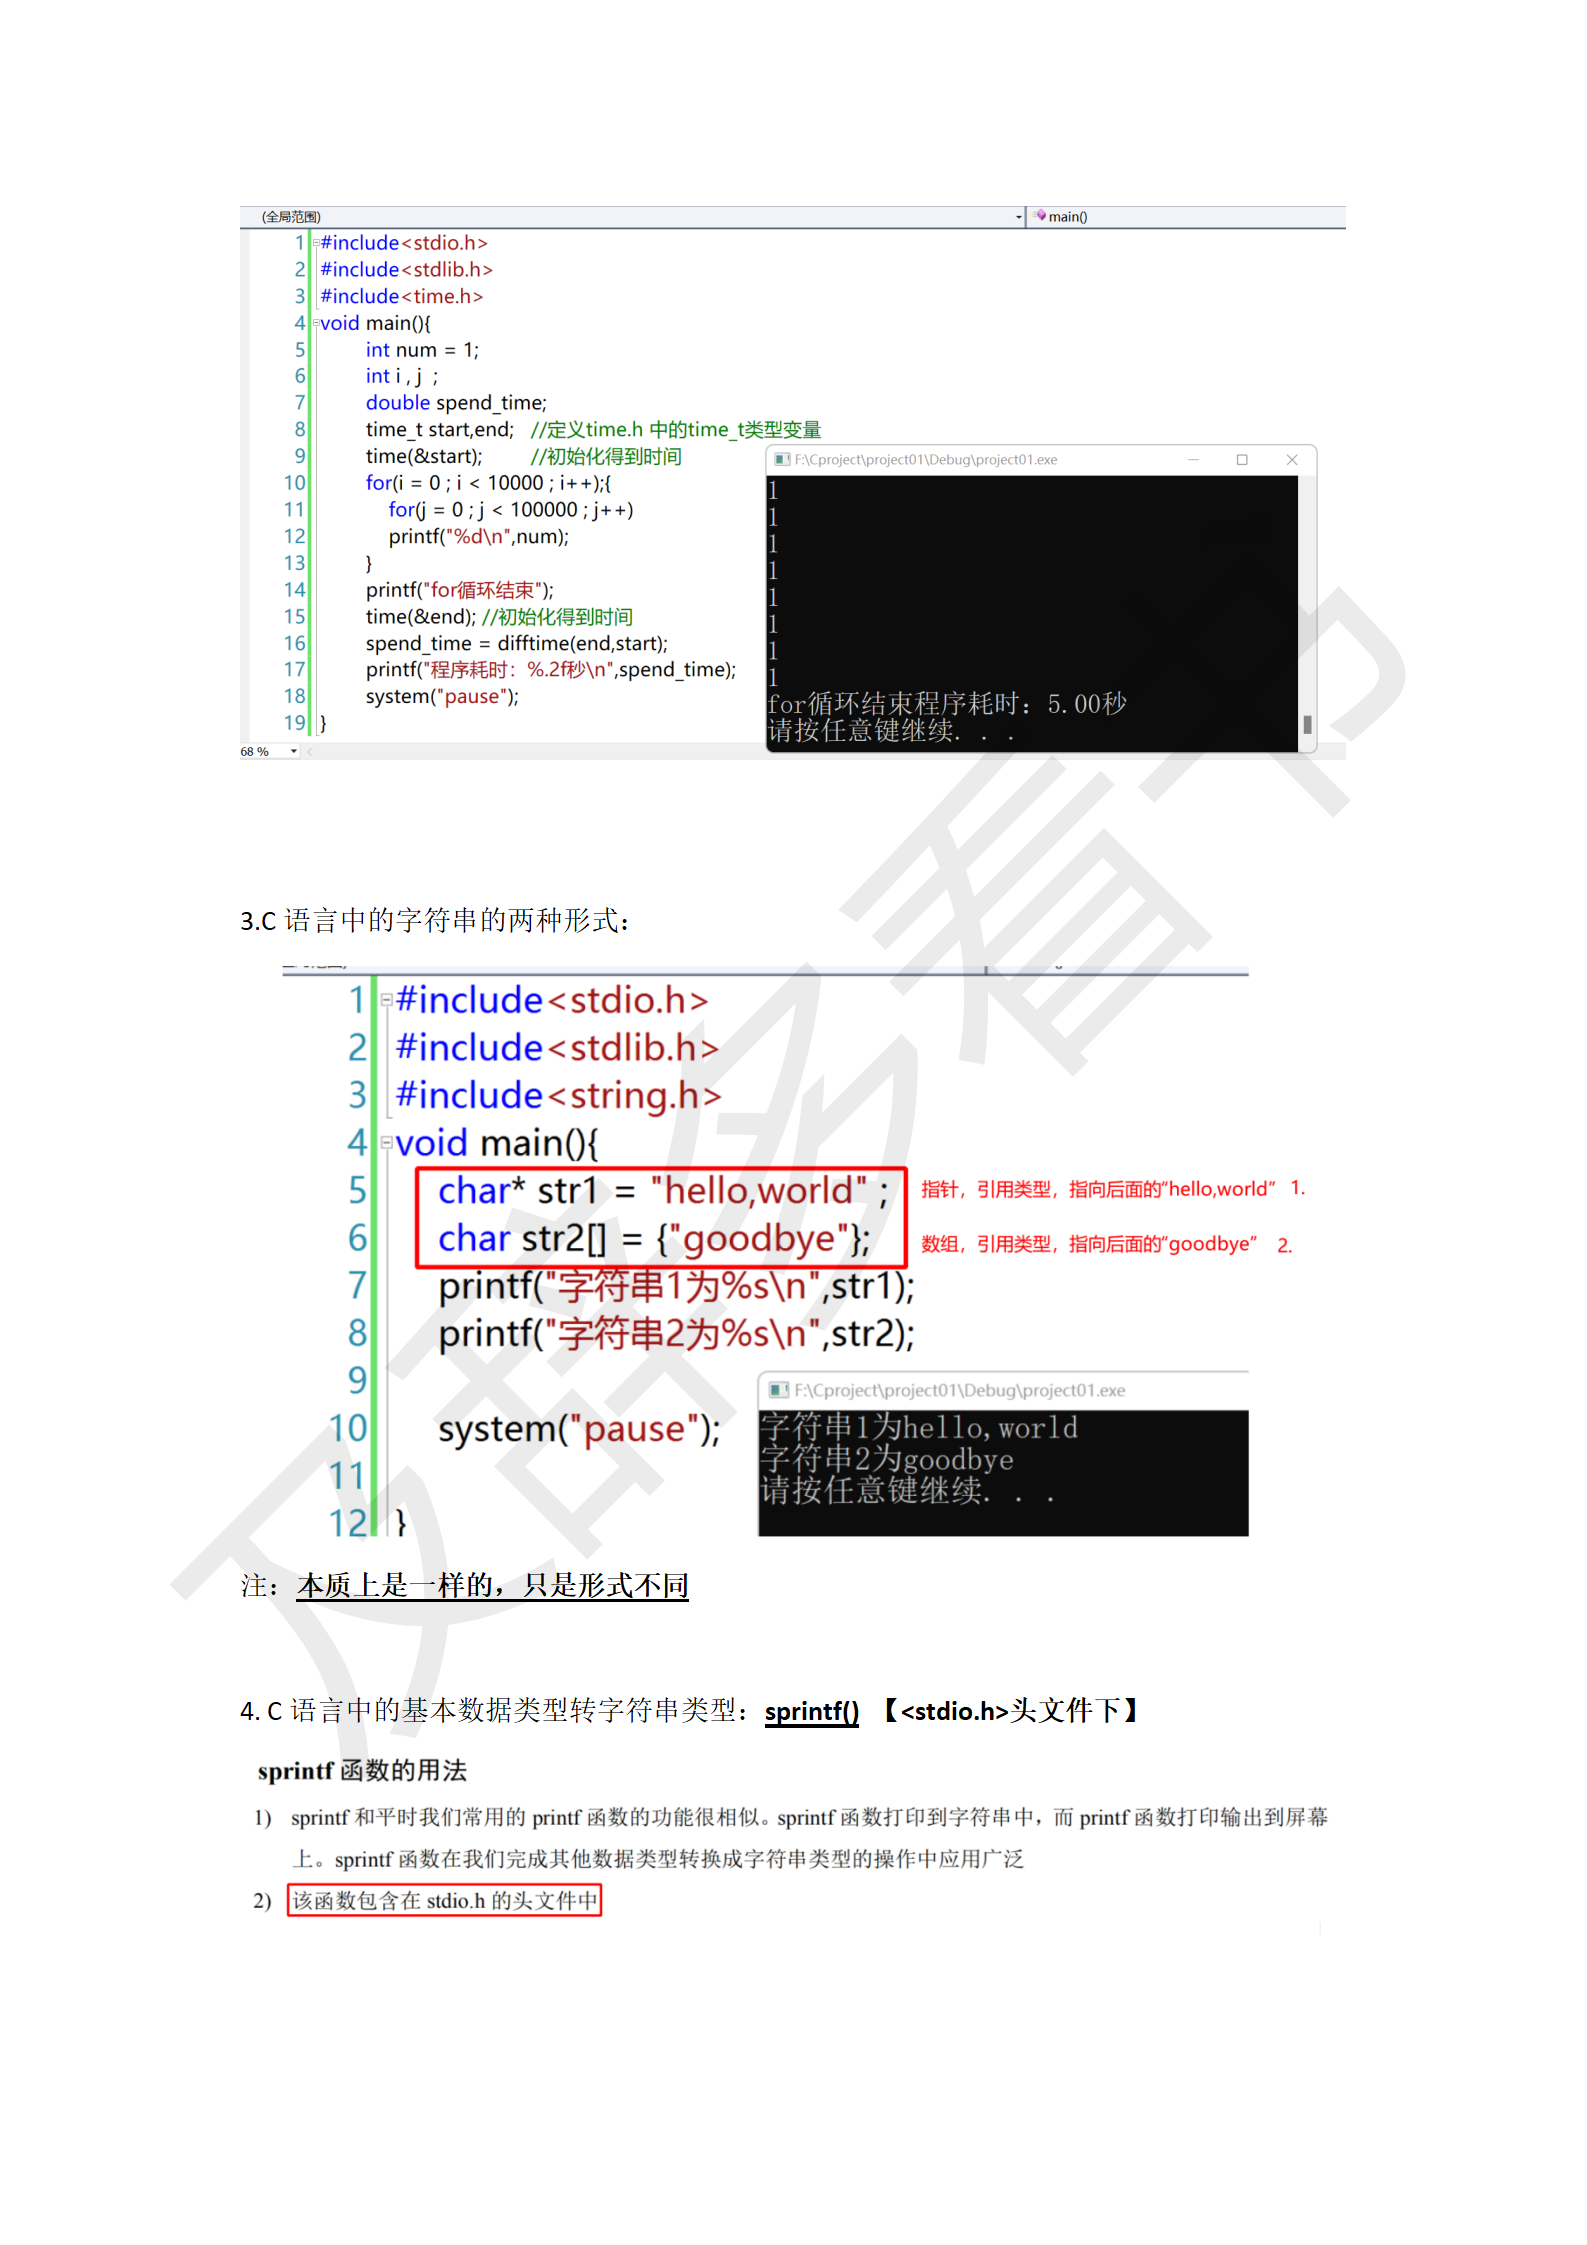 (全局范围)
main()
1 #include<stdio.h>
2 #include<stdlib.h>
3 #include<time.h>
4 void main(){
5 int num = 1;
6 int i , j ;
7 double spend_time;
8 time_t start,end; //定义time.h 中的time_t类型变量
9 time(&start); //初始化得到时间
10 for(i = 0 ; i < 10000 ; i++);{
11 for(j = 0 ; j < 100000 ; j++)
12 printf("%d\n",num);
13 }
14 printf("for循环结束");
15 time(&end); //初始化得到时间
16 spend_time = difftime(end,start);
17 printf("程序耗时：%.2f秒\n",spend_time);
18 system("pause");
19 }
68 %
F:\Cproject\project01\Debug\project01.exe
1
1
1
1
1
1
1
1
for循环结束程序耗时：5.00秒
请按任意键继续. . .
3.C 语言中的字符串的两种形式：
1 #include<stdio.h>
2 #include<stdlib.h>
3 #include<string.h>
4 void main(){
5 char* str1 = "hello,world" ; 指针，引用类型，指向后面的“hello,world” 1.
6 char str2[] = {"goodbye"}; 数组，引用类型，指向后面的“goodbye” 2.
7 printf("字符串1为%s\n",str1);
8 printf("字符串2为%s\n",str2);
9
10 system("pause");
11
12 }
F:\Cproject\project01\Debug\project01.exe
字符串1为hello,world
字符串2为goodbye
请按任意键继续. . .
注：本质上是一样的，只是形式不同
4. C 语言中的基本数据类型转字符串类型：sprintf() 【<stdio.h>头文件下】
sprintf 函数的用法
1) sprintf 和平时我们常用的 printf 函数的功能很相似。sprintf 函数打印到字符串中，而 printf 函数打印输出到屏幕
上。sprintf 函数在我们完成其他数据类型转换成字符串类型的操作中应用广泛
2) 该函数包含在 stdio.h 的头文件中
及辞多看书